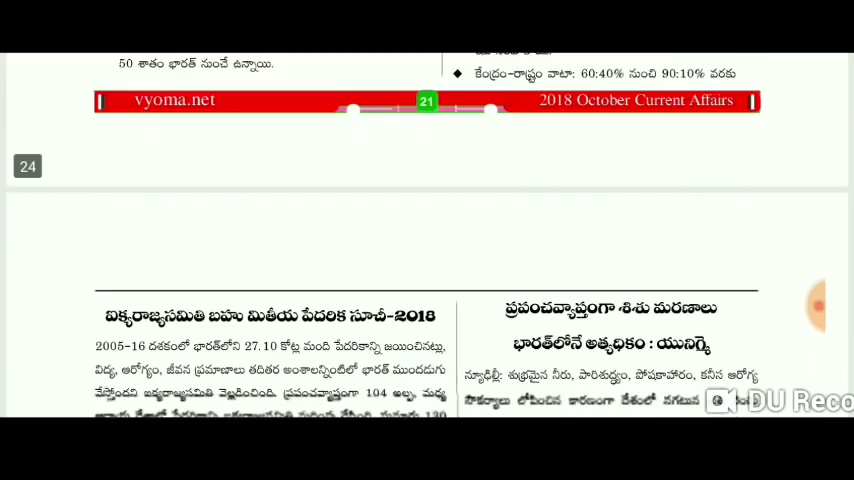 50 శాతం భారత్ నుంచే ఉన్నాయి.
◆ కేంద్రం-రాష్ట్రం వాటా: 60:40% నుంచి 90:10% వరకు
vyoma.net
21
2018 October Current Affairs
24
ఐక్యరాజ్యసమితి బహు మితీయ పేదరిక సూచీ-2018
2005-16 దశకంలో భారత్‌లోని 27.10 కోట్ల మంది పేదరికాన్ని జయించినట్లు,
విద్య, ఆరోగ్యం, జీవన ప్రమాణాలు తదితర అంశాలన్నింటిలో భారత్ ముందడుగు
వేస్తోందని ఐక్యరాజ్యసమితి వెల్లడించింది. ప్రపంచవ్యాప్తంగా 104 అల్ప, మధ్య
ప్రపంచవ్యాప్తంగా శిశు మరణాలు
భారత్‌లోనే అత్యధికం : యునిగ్మె
న్యూఢిల్లీ: శుభ్రమైన నీరు, పారిశుద్ధ్యం, పోషకాహారం, కనీస ఆరోగ్య
సౌకర్యాలు లోపించిన కారణంగా దేశంలో సగటున
DU Reco